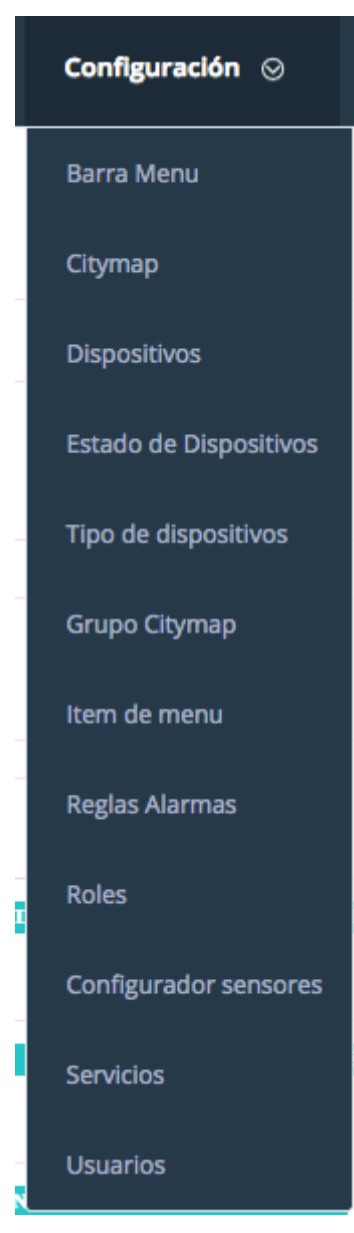 Configuración
Barra Menu
Citymap
Dispositivos
Estado de Dispositivos
Tipo de dispositivos
Grupo Citymap
Item de menu
Reglas Alarmas
Roles
Configurador sensores
Servicios
Usuarios